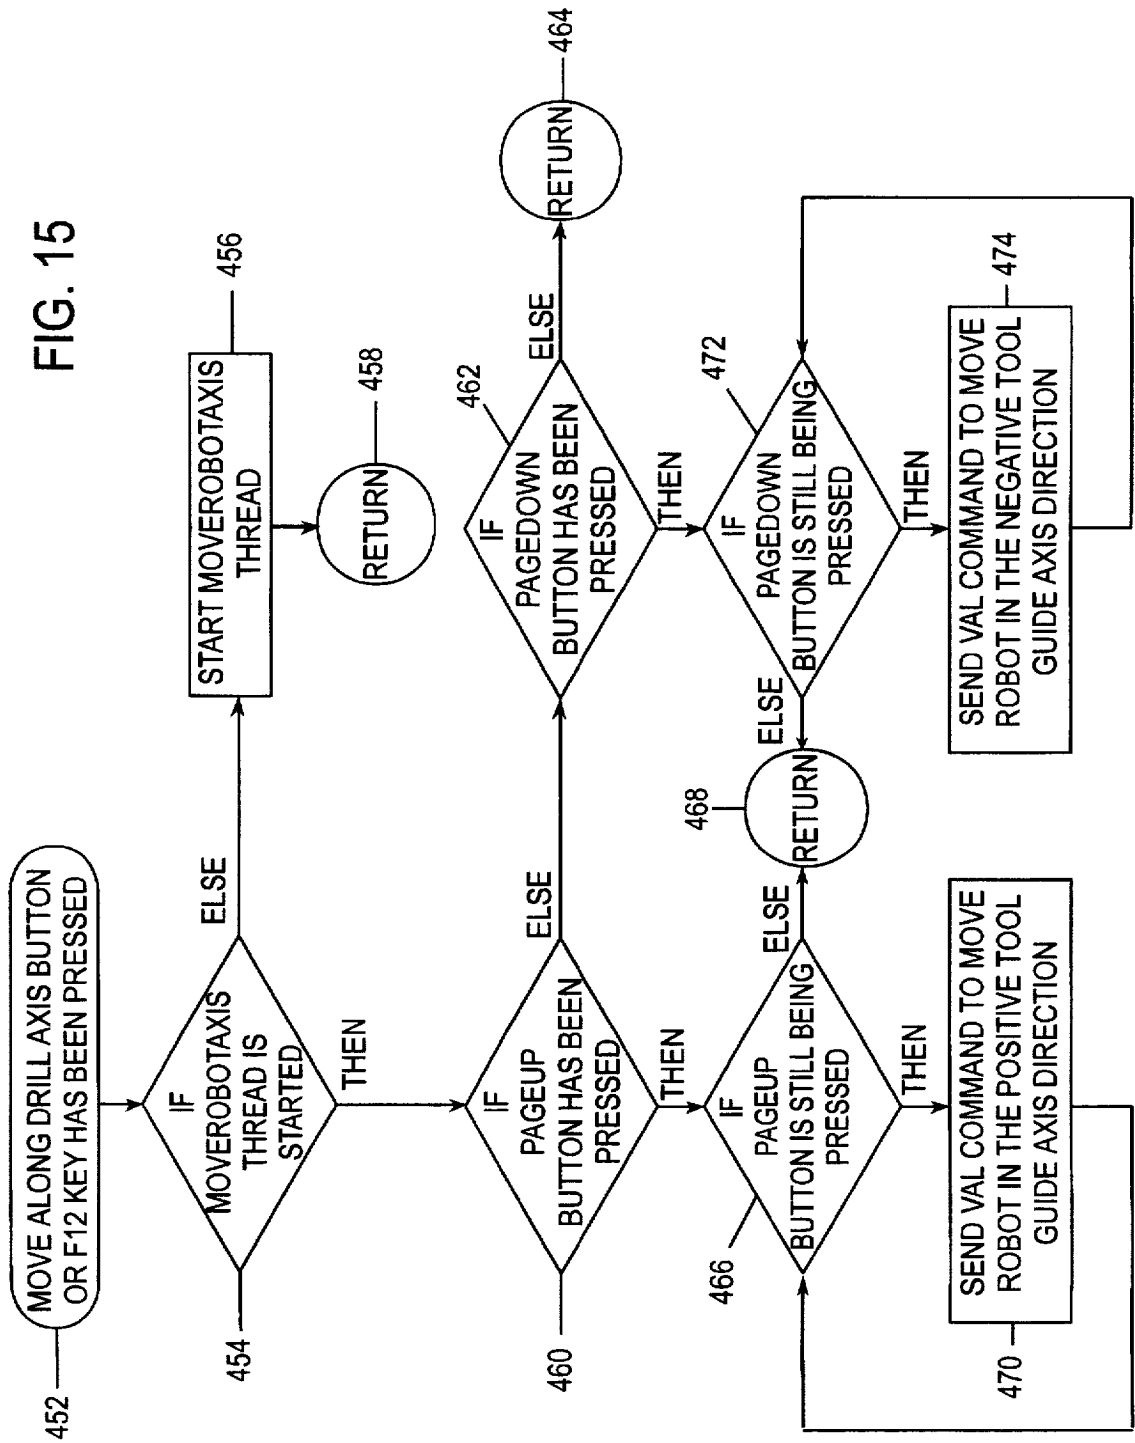 FIG. 15
452
MOVE ALONG DRILL AXIS BUTTON
OR F12 KEY HAS BEEN PRESSED
454
IF
MOVEROBOTAXIS
THREAD IS
STARTED
ELSE
THEN
START MOVEROBOTAXIS
THREAD
456
RETURN
458
460
IF
PAGEUP
BUTTON HAS BEEN
PRESSED
ELSE
THEN
IF
PAGEDOWN
BUTTON HAS BEEN
PRESSED
462
ELSE
THEN
RETURN
464
466
IF
PAGEUP
BUTTON IS STILL BEING
PRESSED
ELSE
THEN
468
RETURN
ELSE
IF
PAGEDOWN
BUTTON IS STILL BEING
PRESSED
472
THEN
470
SEND VAL COMMAND TO MOVE
ROBOT IN THE POSITIVE TOOL
GUIDE AXIS DIRECTION
SEND VAL COMMAND TO MOVE
ROBOT IN THE NEGATIVE TOOL
GUIDE AXIS DIRECTION
474